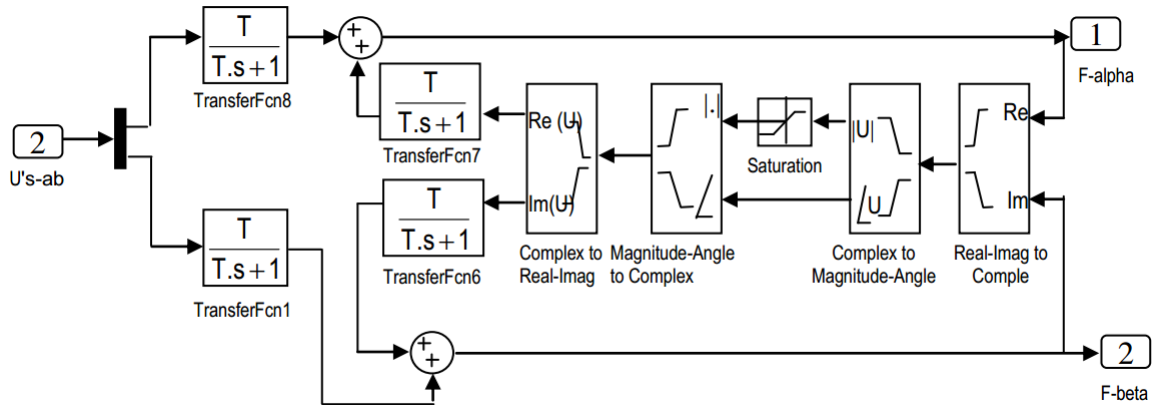 T
T.s+1
TransferFcn8
+
+
1
F-alpha
T
T.s+1
TransferFcn7
Re (U)
Im(U)
Complex to
Real-Imag
|.|
∠
Magnitude-Angle
to Complex
Saturation
|U|
∠U
Complex to
Magnitude-Angle
Re
Im
Real-Imag to
Comple
2
U's-ab
T
T.s+1
TransferFcn6
T
T.s+1
TransferFcn1
+
+
2
F-beta